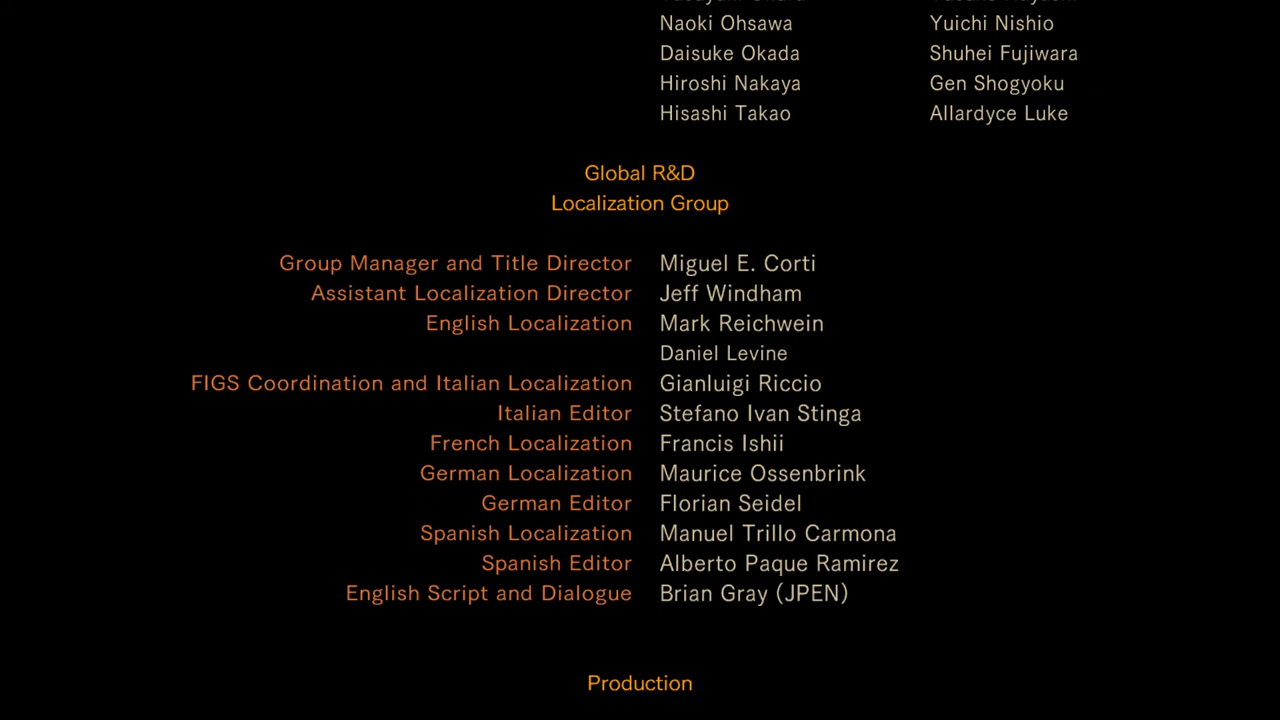 Naoki Ohsawa Yuichi Nishio
Daisuke Okada Shuhei Fujiwara
Hiroshi Nakaya Gen Shogyoku
Hisashi Takao Allardyce Luke
Global R&D
Localization Group
Group Manager and Title Director Miguel E. Corti
Assistant Localization Director Jeff Windham
English Localization Mark Reichwein
Daniel Levine
FIGS Coordination and Italian Localization Gianluigi Riccio
Italian Editor Stefano Ivan Stinga
French Localization Francis Ishii
German Localization Maurice Ossenbrink
German Editor Florian Seidel
Spanish Localization Manuel Trillo Carmona
Spanish Editor Alberto Paque Ramirez
English Script and Dialogue Brian Gray (JPEN)
Production